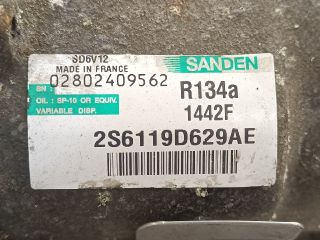 SD6V12
SANDEN
MADE IN FRANCE
02802409562
SN :
R134a
OIL : SP-10 OR EQUIV.
VARIABLE DISP.
1442F
2S6119D629AE